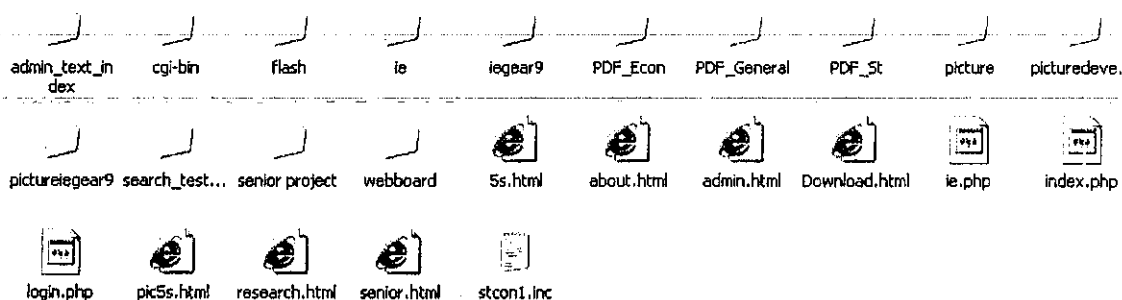 admin_text_in
dex
cgi-bin
flash
ie
iegear9
PDF_Econ
PDF_General
PDF_St
picture
picturedeve.
pictureiegear9
search_test...
senior project
webboard
5s.html
about.html
admin.html
Download.html
ie.php
index.php
login.php
pic5s.html
research.html
senior.html
stcon1.inc